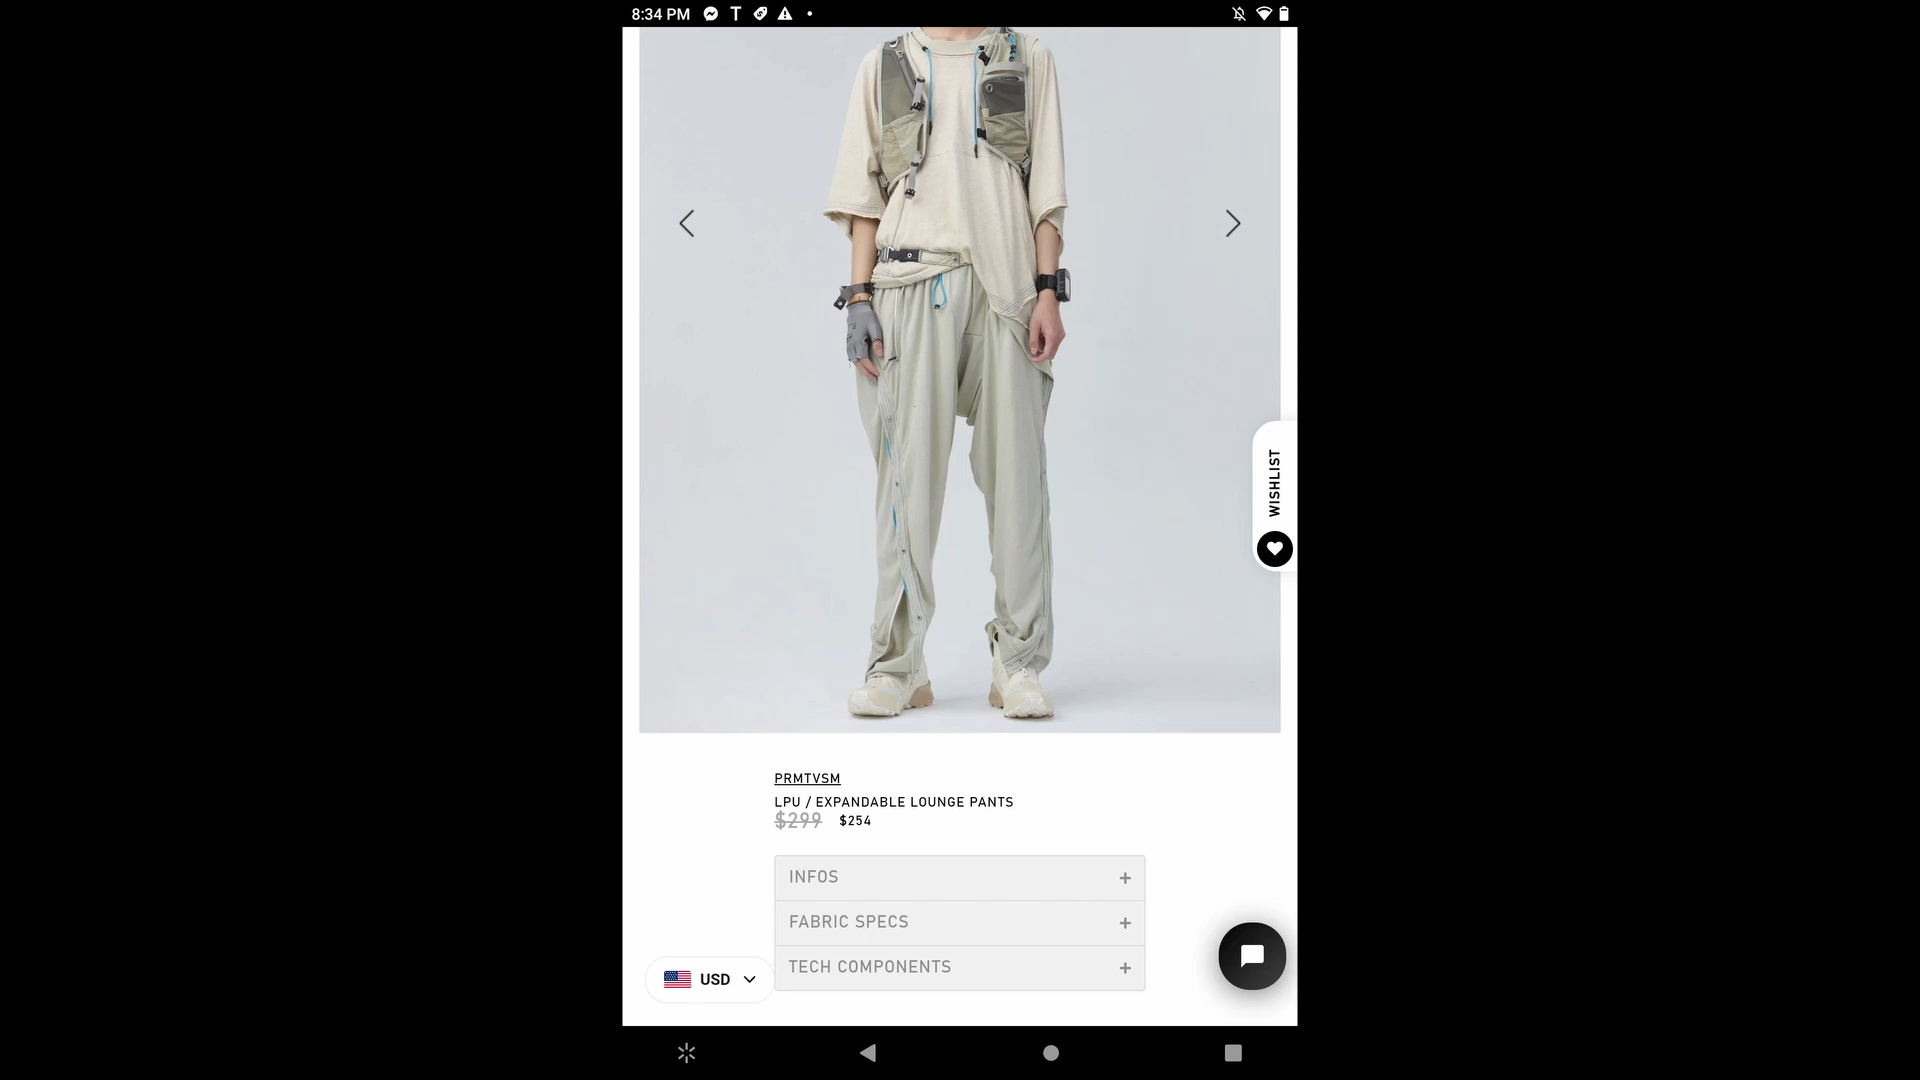 8:34 PM
WISHLIST
PRMTVSM
LPU / EXPANDABLE LOUNGE PANTS
$299 $254
INFOS +
FABRIC SPECS +
TECH COMPONENTS +
USD